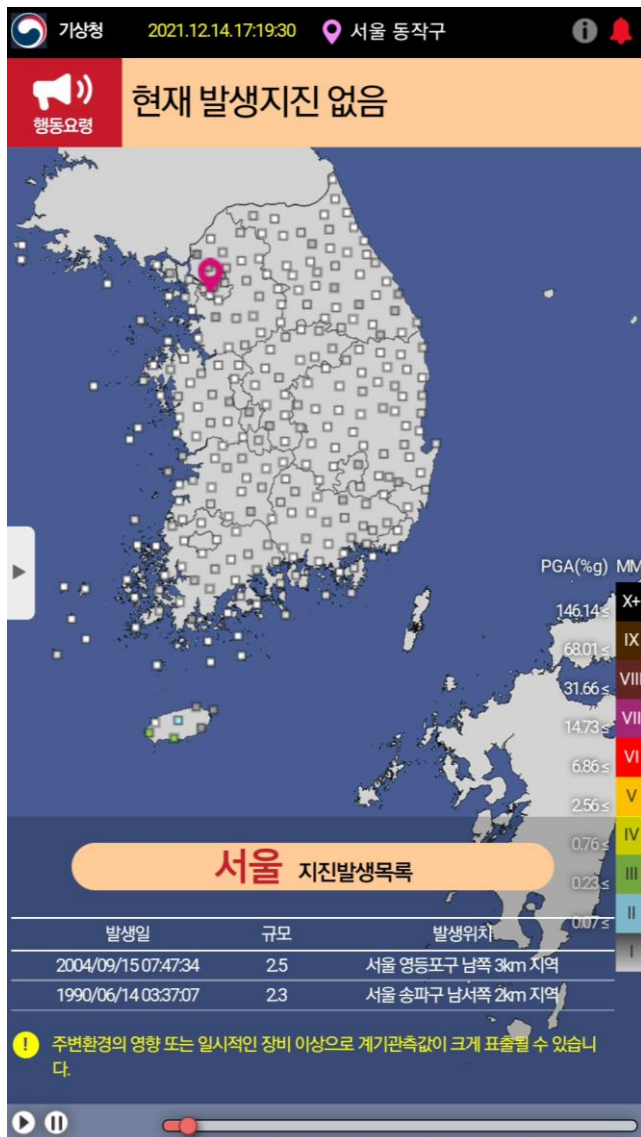 기상청 2021.12.14.17:19:30 서울 동작구
행동요령
현재 발생지진 없음
PGA(%g) MM
146.14≤ X+
68.01≤ IX
31.66≤ VIII
14.73≤ VII
6.86≤ VI
2.56≤ V
0.76≤ IV
0.23≤ III
0.07≤ II
I
서울 지진발생목록
발생일 규모 발생위치
2004/09/15 07:47:34 2.5 서울 영등포구 남쪽 3km 지역
1990/06/14 03:37:07 2.3 서울 송파구 남서쪽 2km 지역
! 주변환경의 영향 또는 일시적인 장비 이상으로 계기관측값이 크게 표출될 수 있습니
다.